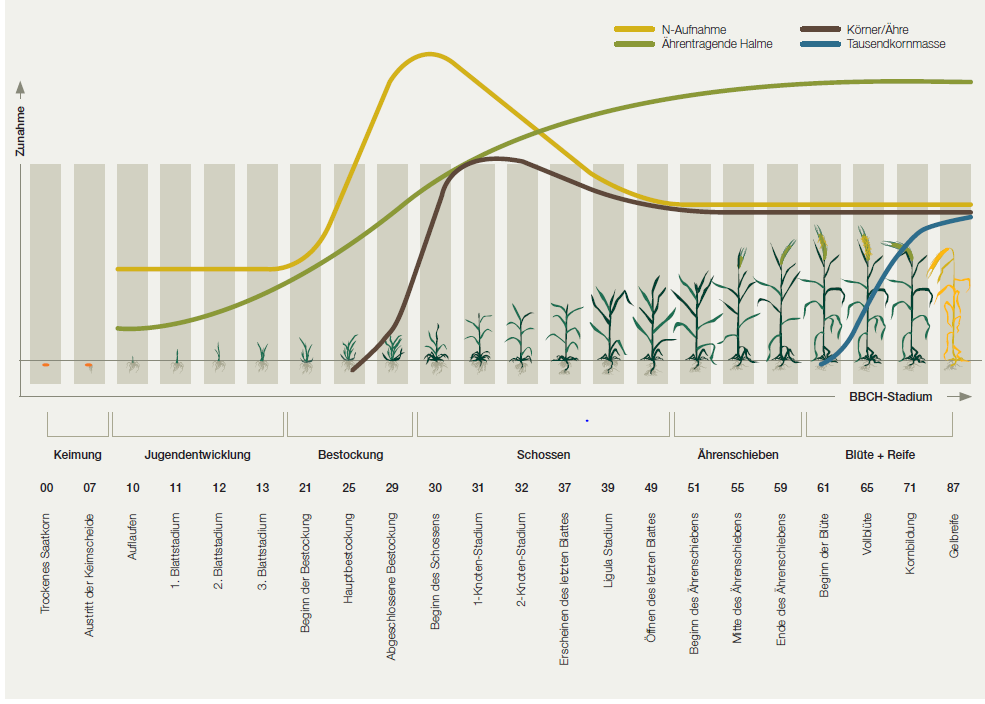 N-Aufnahme
Körner/Ähre
Ährentragende Halme
Tausendkornmasse
Zunahme
BBCH-Stadium
Keimung
Jugendentwicklung
Bestockung
Schossen
Ährenschieben
Blüte + Reife
00 07 10 11 12 13 21 25 29 30 31 32 37 39 49 51 55 59 61 65 71 87
Trockenes Saatkorn
Austritt der Keimscheide
Auflaufen
1. Blattstadium
2. Blattstadium
3. Blattstadium
Beginn der Bestockung
Hauptbestockung
Abgeschlossene Bestockung
Beginn des Schossens
1-Knoten-Stadium
2-Knoten-Stadium
Erscheinen des letzten Blattes
Ligula Stadium
Öffnen des letzten Blattes
Beginn des Ährenschiebens
Mitte des Ährenschiebens
Ende des Ährenschiebens
Beginn der Blüte
Vollblüte
Kornbildung
Gelbreife